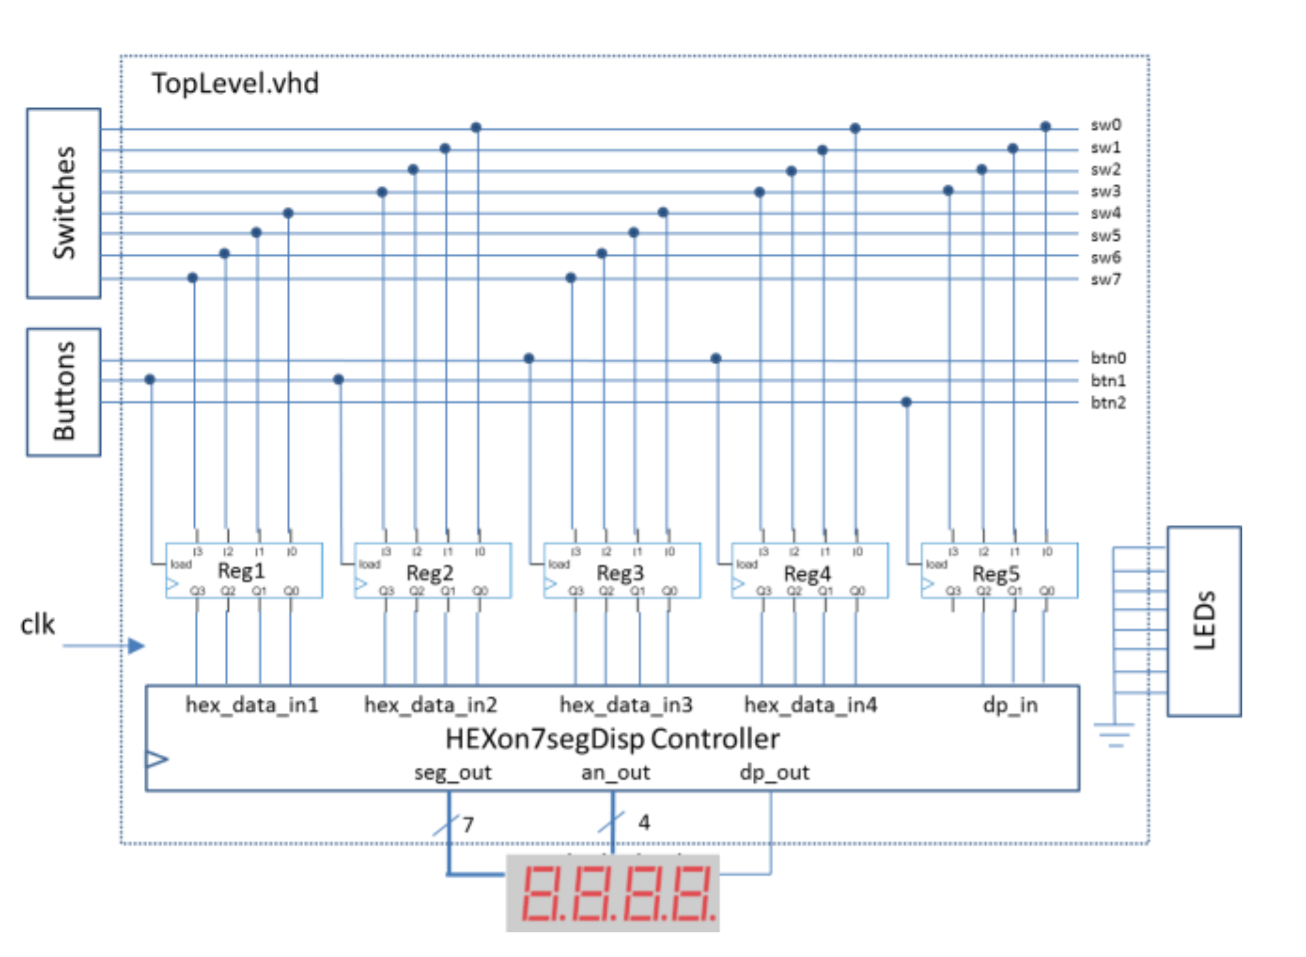 TopLevel.vhd
Switches
sw0
sw1
sw2
sw3
sw4
sw5
sw6
sw7
Buttons
btn0
btn1
btn2
I3 I2 I1 I0
load
Reg1
Q3 Q2 Q1 Q0
I3 I2 I1 I0
load
Reg2
Q3 Q2 Q1 Q0
I3 I2 I1 I0
load
Reg3
Q3 Q2 Q1 Q0
I3 I2 I1 I0
load
Reg4
Q3 Q2 Q1 Q0
I3 I2 I1 I0
load
Reg5
Q3 Q2 Q1 Q0
LEDs
clk
hex_data_in1 hex_data_in2 hex_data_in3 hex_data_in4 dp_in
HEXon7segDisp Controller
seg_out an_out dp_out
7 4
8.8.8.8.